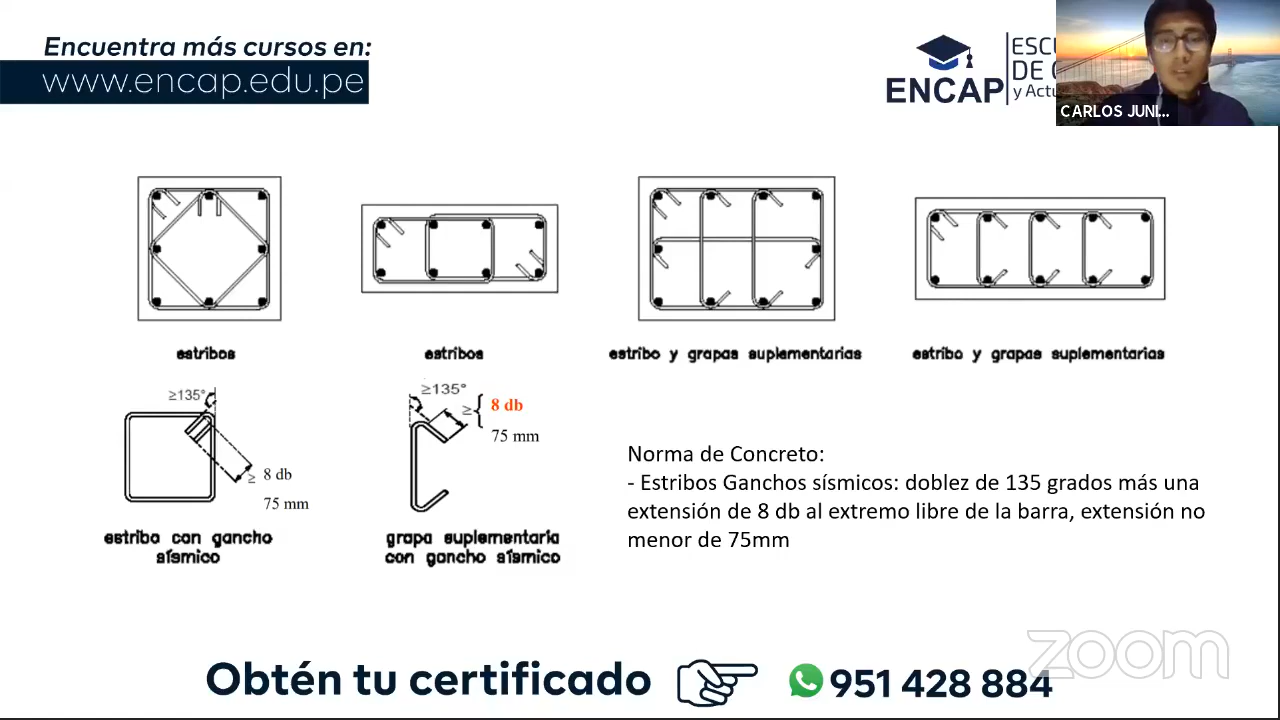 Encuentra más cursos en:
www.encap.edu.pe
ENCAP
DE
y Actu
CARLOS JUNI...
estribos
estribos
estribo y grapas suplementarias
estribo y grapas suplementarias
≥135°
≥ 8 db
75 mm
estribo con gancho
sísmico
≥135°
≥ { 8 db
75 mm
grapa suplementaria
con gancho sísmico
Norma de Concreto:
- Estribos Ganchos sísmicos: doblez de 135 grados más una
extensión de 8 db al extremo libre de la barra, extensión no
menor de 75mm
zoom
Obtén tu certificado
951 428 884